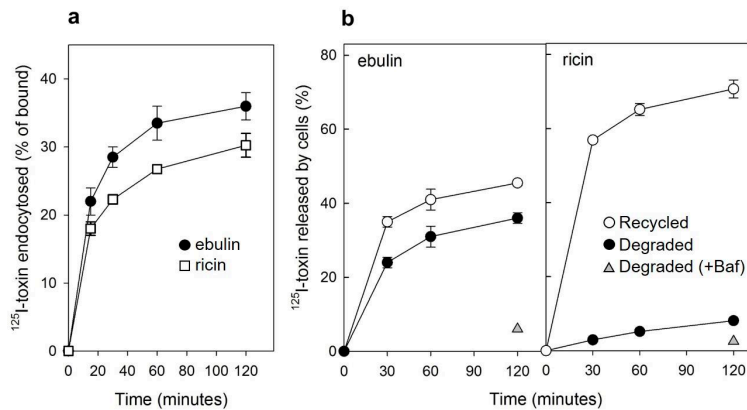 a
¹²⁵I-toxin endocytosed (% of bound)
40
30
20
10
0
ebulin
ricin
0 20 40 60 80 100 120
Time (minutes)
b
¹²⁵I-toxin released by cells (%)
80
60
40
20
0
ebulin
0 30 60 90 120
ricin
Recycled
Degraded
Degraded (+Baf)
0 30 60 90 120
Time (minutes)
Time (minutes)